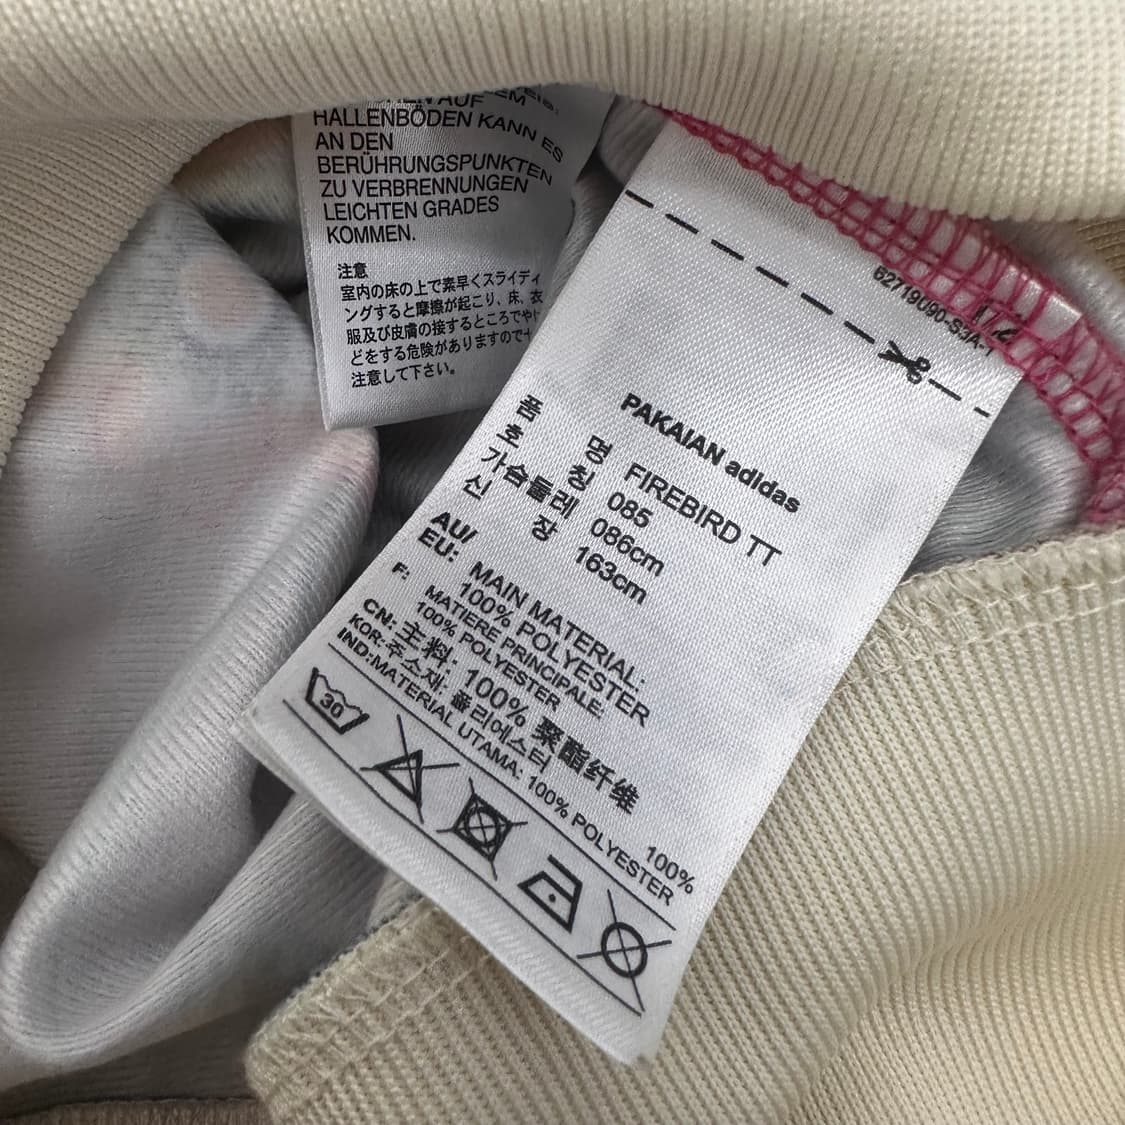 HALLENBÖDEN KANN ES
AN DEN
BERÜHRUNGSPUNKTEN
ZU VERBRENNUNGEN
LEICHTEN GRADES
KOMMEN.
注意
室内の床の上で素早くスライディ
ングすると摩擦が起こり、床、衣
服及び皮膚の接するところでやけ
どをする危険がありますので十
注意して下さい。
62719090-S3A-1
PAKAIAN adidas
품 명 FIREBIRD TT
호 칭 085
가슴둘레 086cm
신 장 163cm
AU/
EU: MAIN MATERIAL:
100% POLYESTER
F: MATIERE PRINCIPALE:
100% POLYESTER
CN: 主料: 100% 聚酯纤维
KOR: 주소재: 폴리에스터 100%
IND:MATERIAL UTAMA: 100% POLYESTER
30